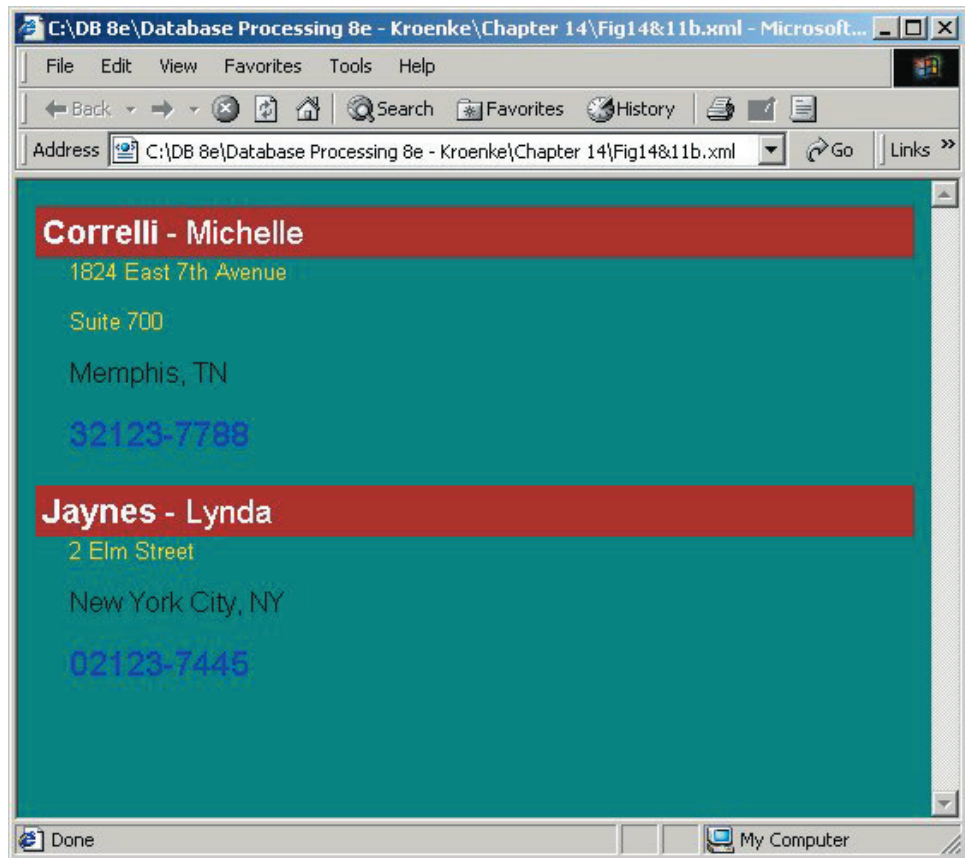 C:\DB 8e\Database Processing 8e - Kroenke\Chapter 14\Fig14&11b.xml - Microsoft...
File Edit View Favorites Tools Help
Back Search Favorites History
Address C:\DB 8e\Database Processing 8e - Kroenke\Chapter 14\Fig14&11b.xml Go Links »
Correlli - Michelle
1824 East 7th Avenue
Suite 700
Memphis, TN
32123-7788
Jaynes - Lynda
2 Elm Street
New York City, NY
02123-7445
Done My Computer